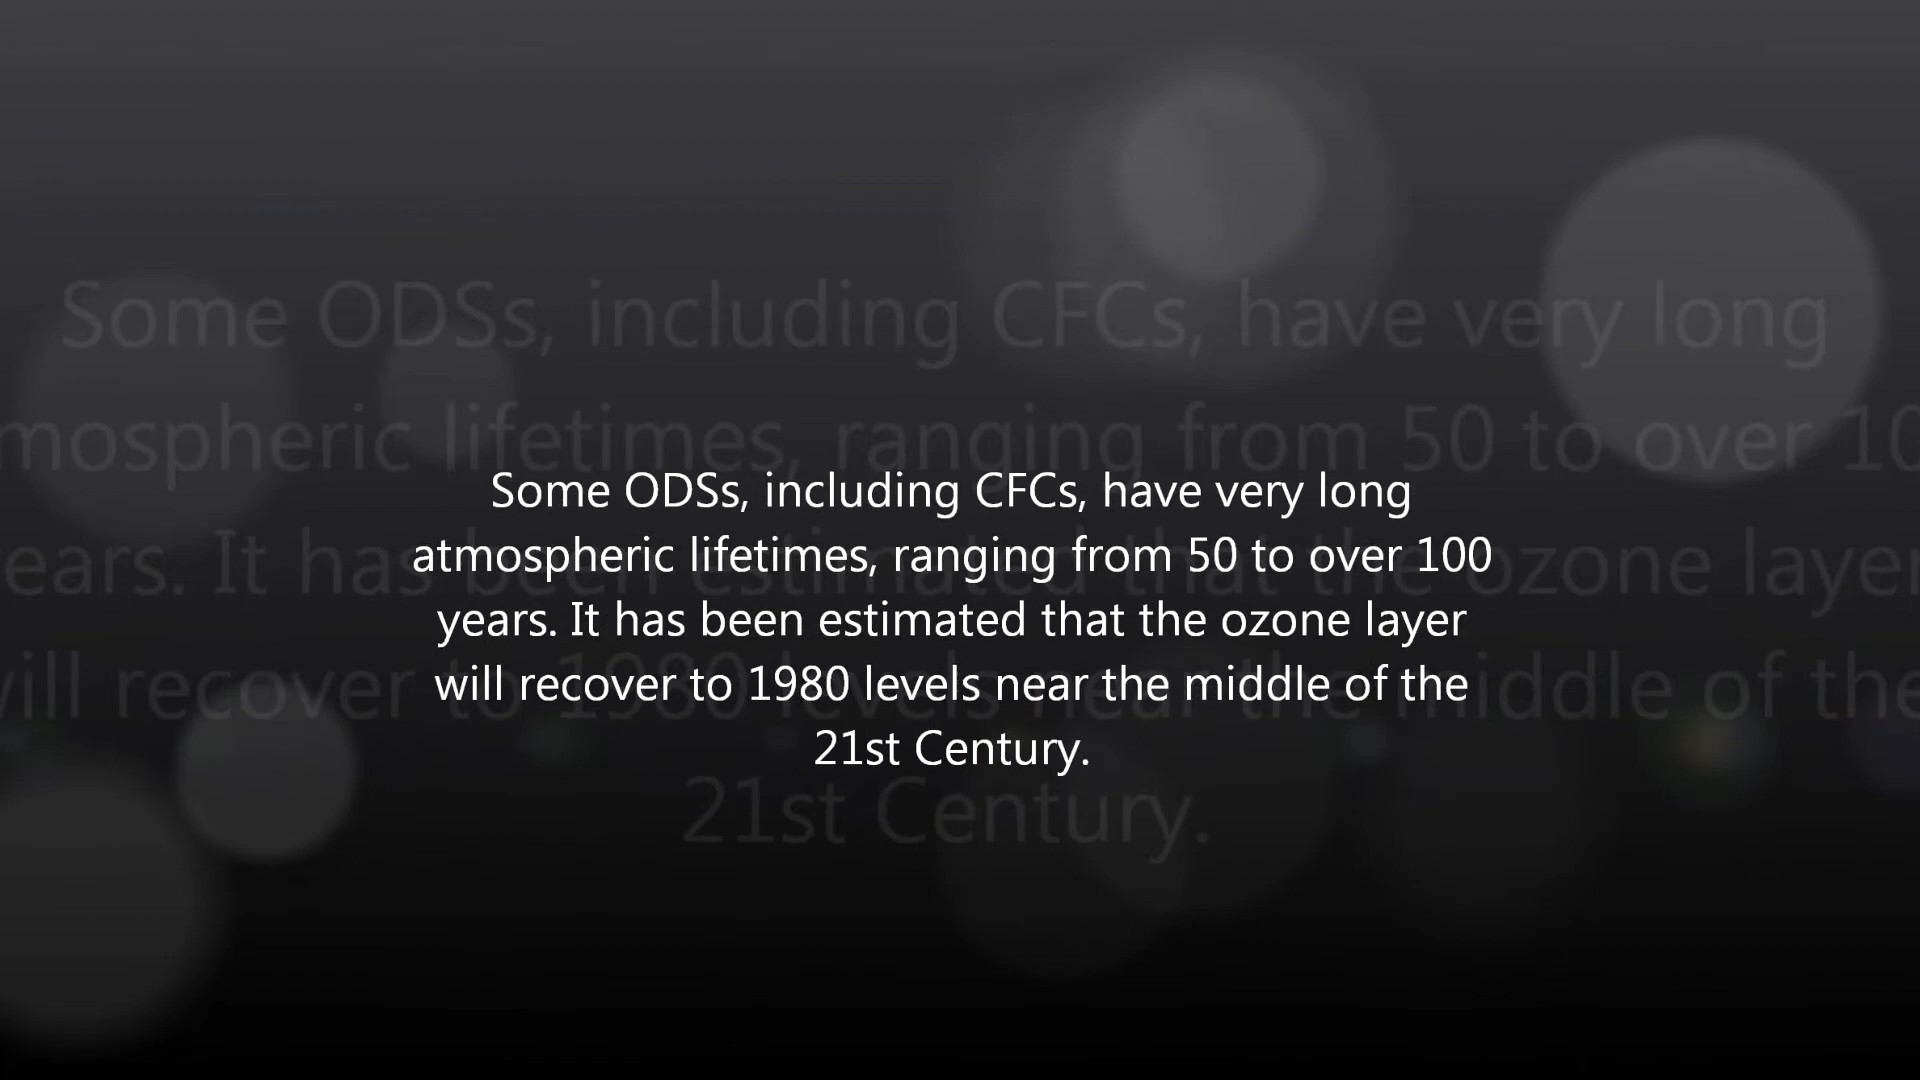 Some ODSs, including CFCs, have very long
atmospheric lifetimes, ranging from 50 to over 100
years. It has been estimated that the ozone layer
will recover to 1980 levels near the middle of the
21st Century.